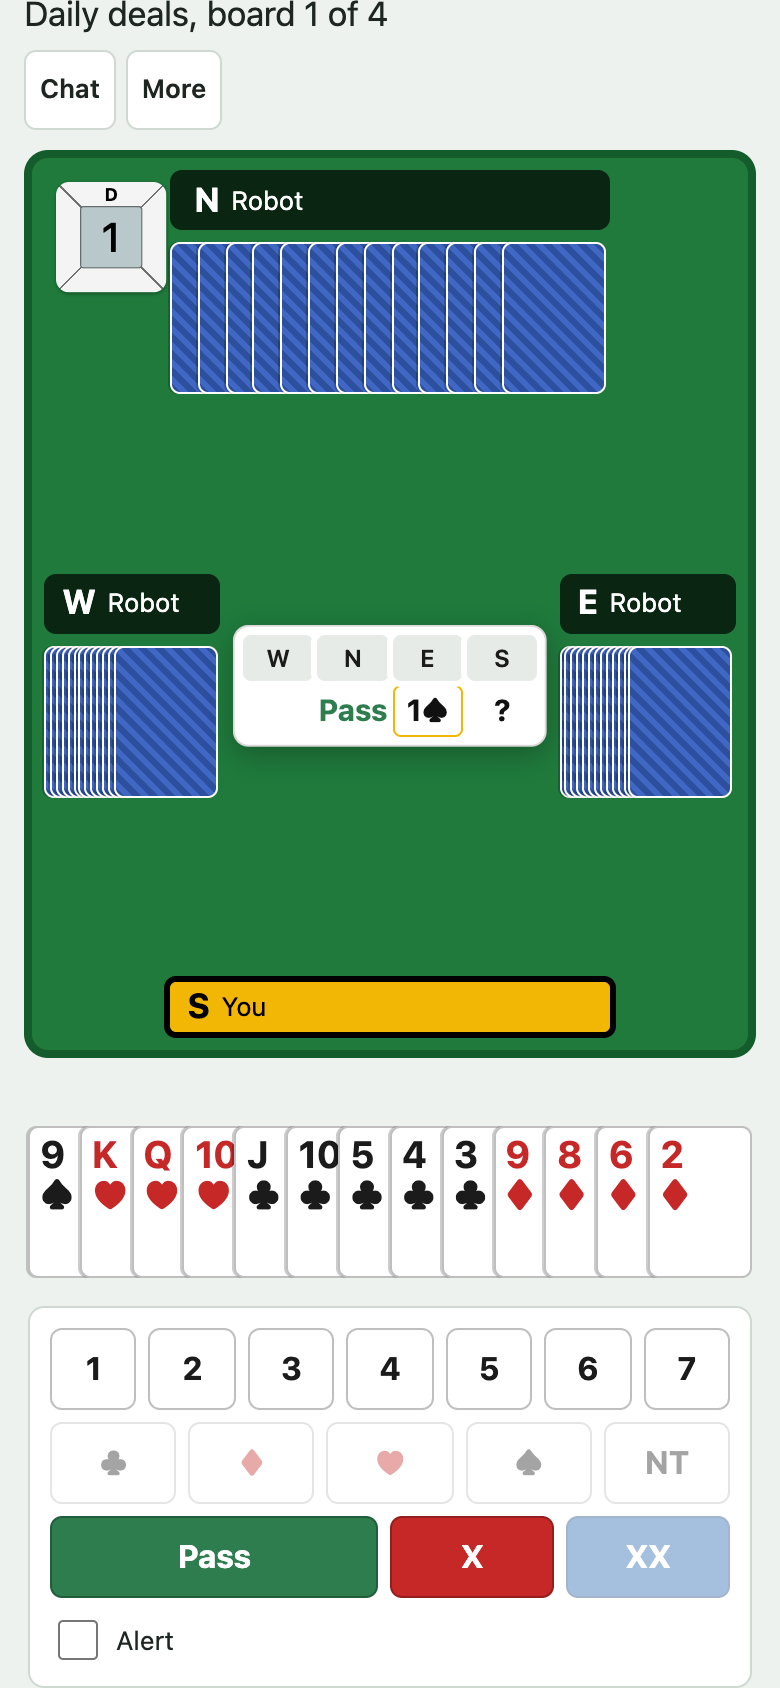 Daily deals, board 1 of 4
Chat More
D
1
N Robot
W Robot
E Robot
W N E S
Pass 1♠ ?
S You
9 K Q 10 J 10 5 4 3 9 8 6 2
♠ ♥ ♥ ♥ ♣ ♣ ♣ ♣ ♣ ♦ ♦ ♦ ♦
1 2 3 4 5 6 7
♣ ♦ ♥ ♠ NT
Pass X XX
Alert